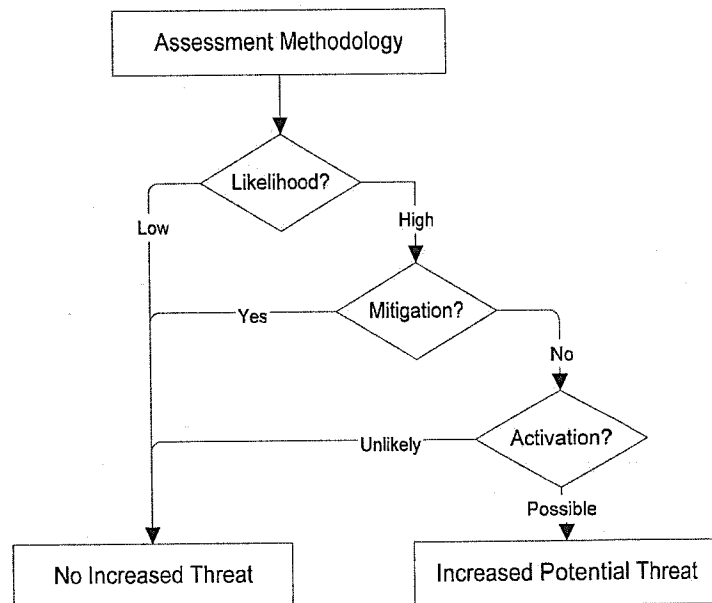 Assessment Methodology
Likelihood?
Low
High
Mitigation?
Yes
No
Activation?
Unlikely
Possible
No Increased Threat
Increased Potential Threat